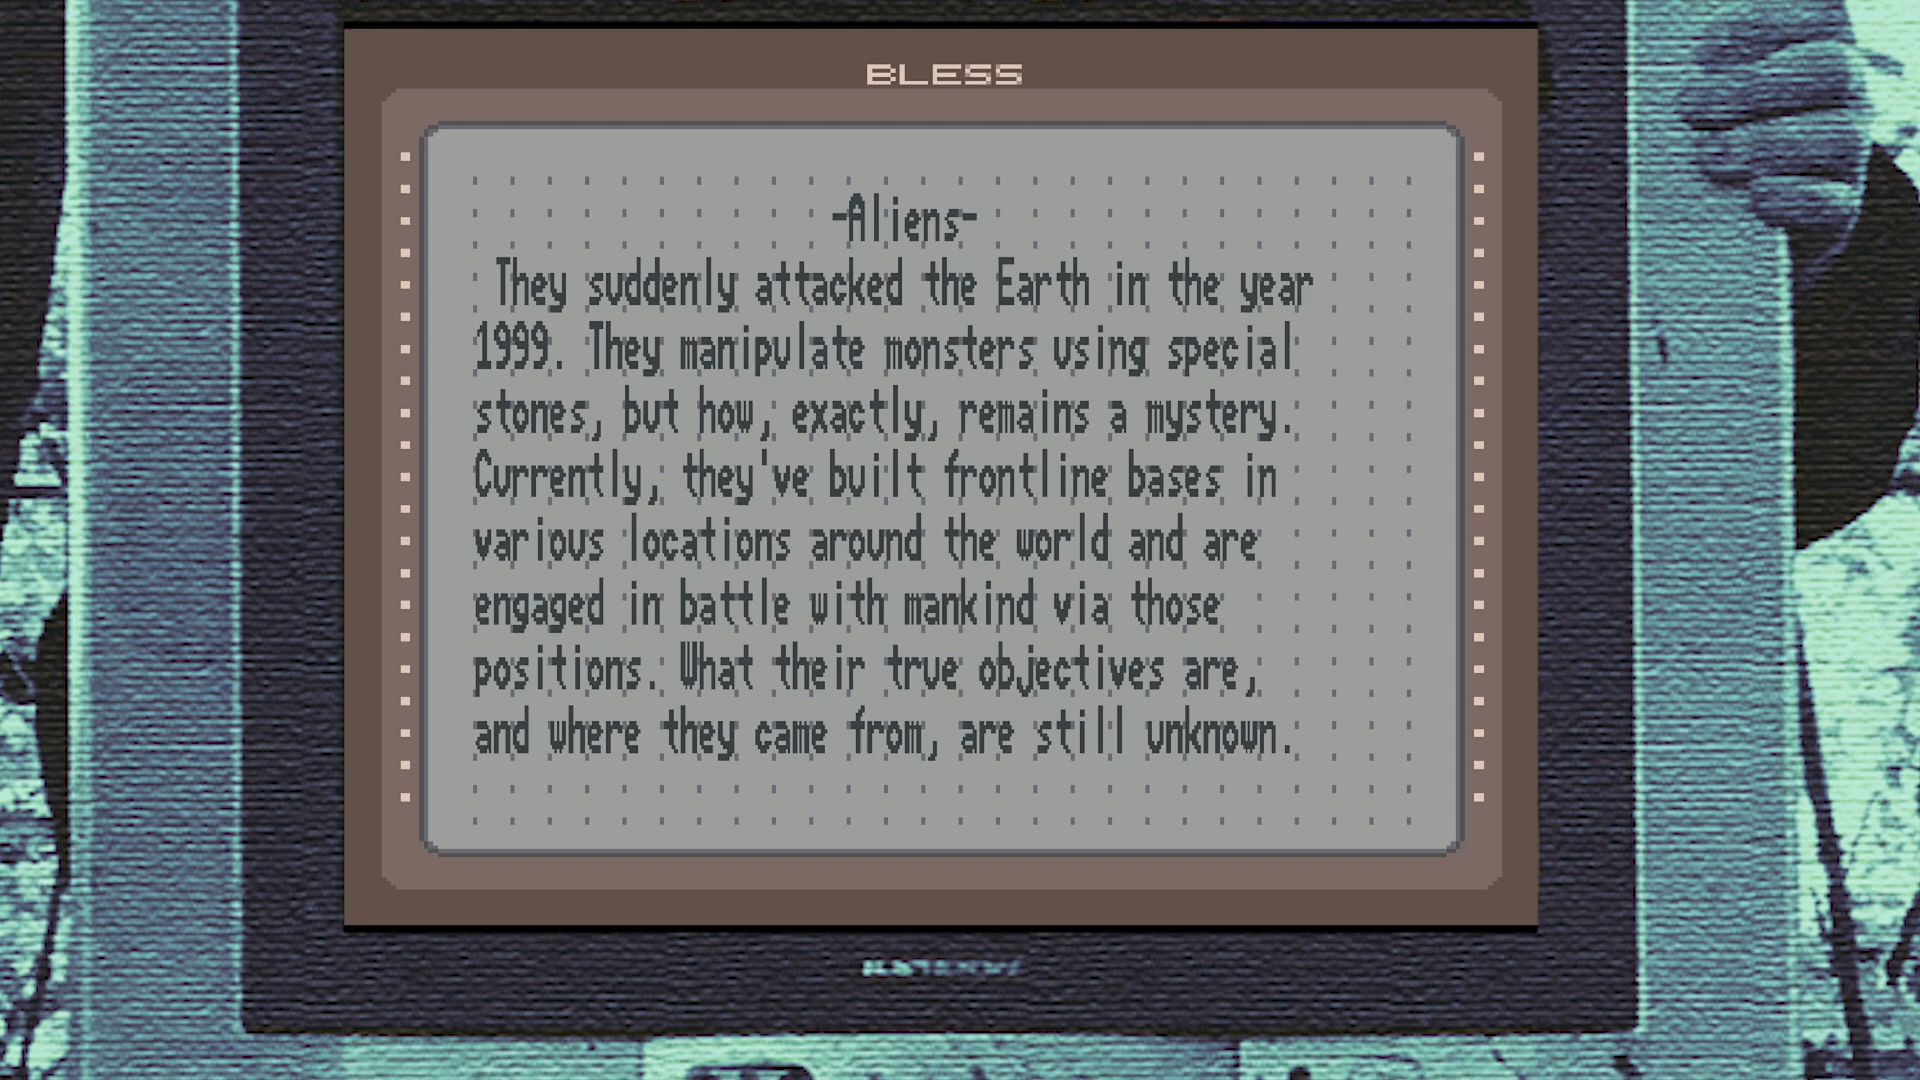 BLESS
-Aliens-
They suddenly attacked the Earth in the year
1999. They manipulate monsters using special
stones, but how, exactly, remains a mystery.
Currently, they've built frontline bases in
various locations around the world and are
engaged in battle with mankind via those
positions. What their true objectives are,
and where they came from, are still unknown.